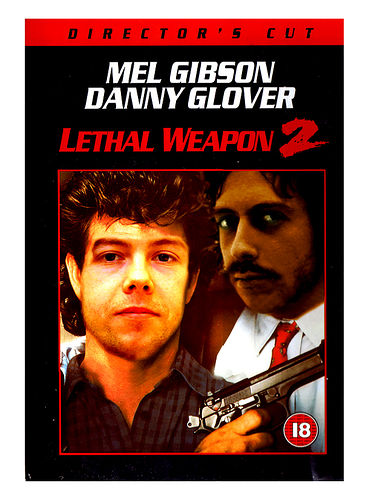 DIRECTOR'S CUT
MEL GIBSON
DANNY GLOVER
LETHAL WEAPON 2
18